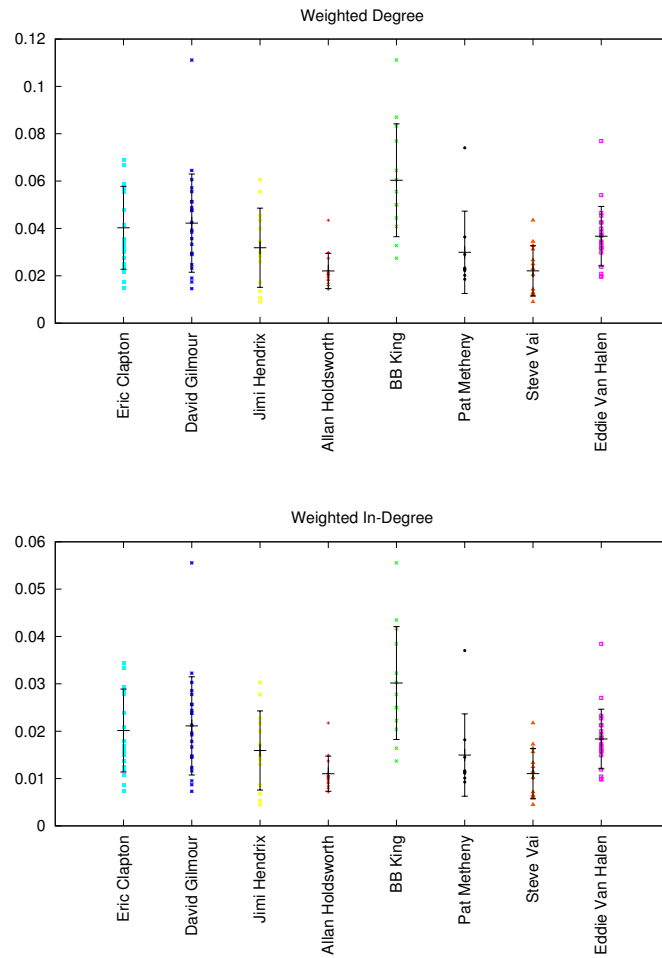 Weighted Degree
0.12
0.1
0.08
0.06
0.04
0.02
0
Eric Clapton
David Gilmour
Jimi Hendrix
Allan Holdsworth
BB King
Pat Metheny
Steve Vai
Eddie Van Halen
Weighted In-Degree
0.06
0.05
0.04
0.03
0.02
0.01
0
Eric Clapton
David Gilmour
Jimi Hendrix
Allan Holdsworth
BB King
Pat Metheny
Steve Vai
Eddie Van Halen